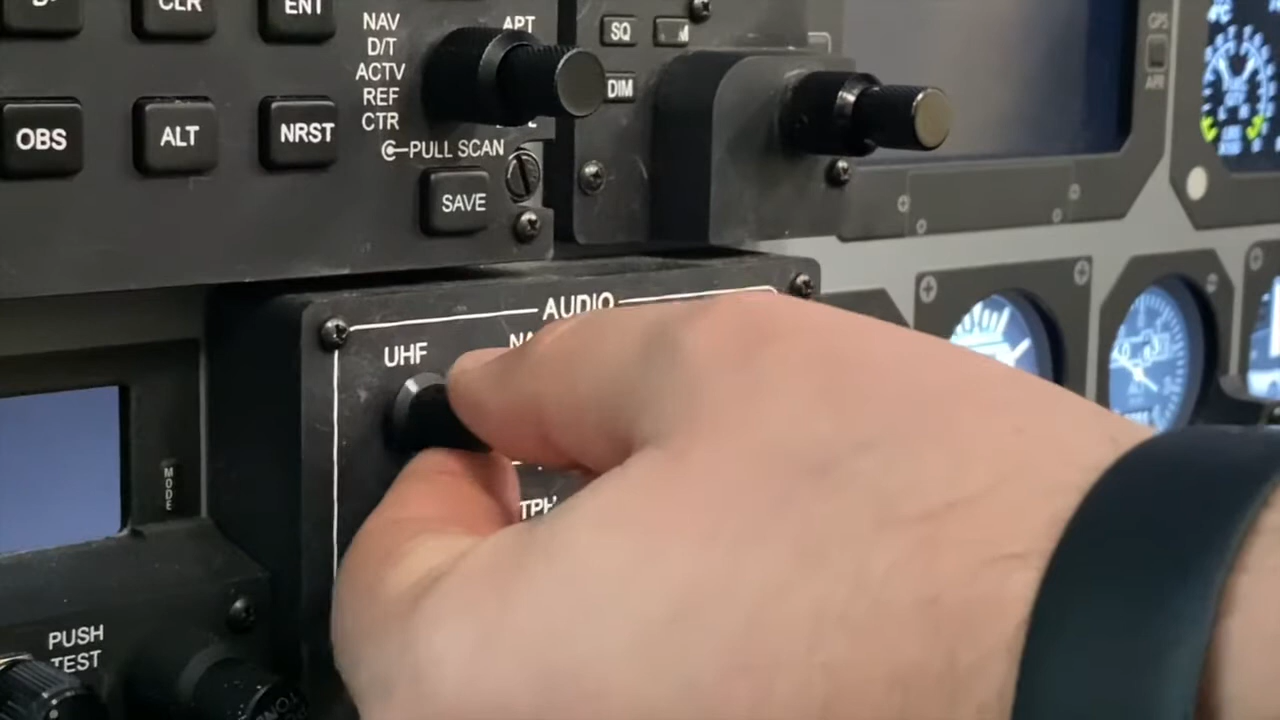 CLR
ENT
OBS
ALT
NRST
NAV
D/T
ACTV
REF
CTR
APT
PULL SCAN
SAVE
SQ
DIM
GPS
APR
AUDIO
UHF
MODE
PUSH
TEST